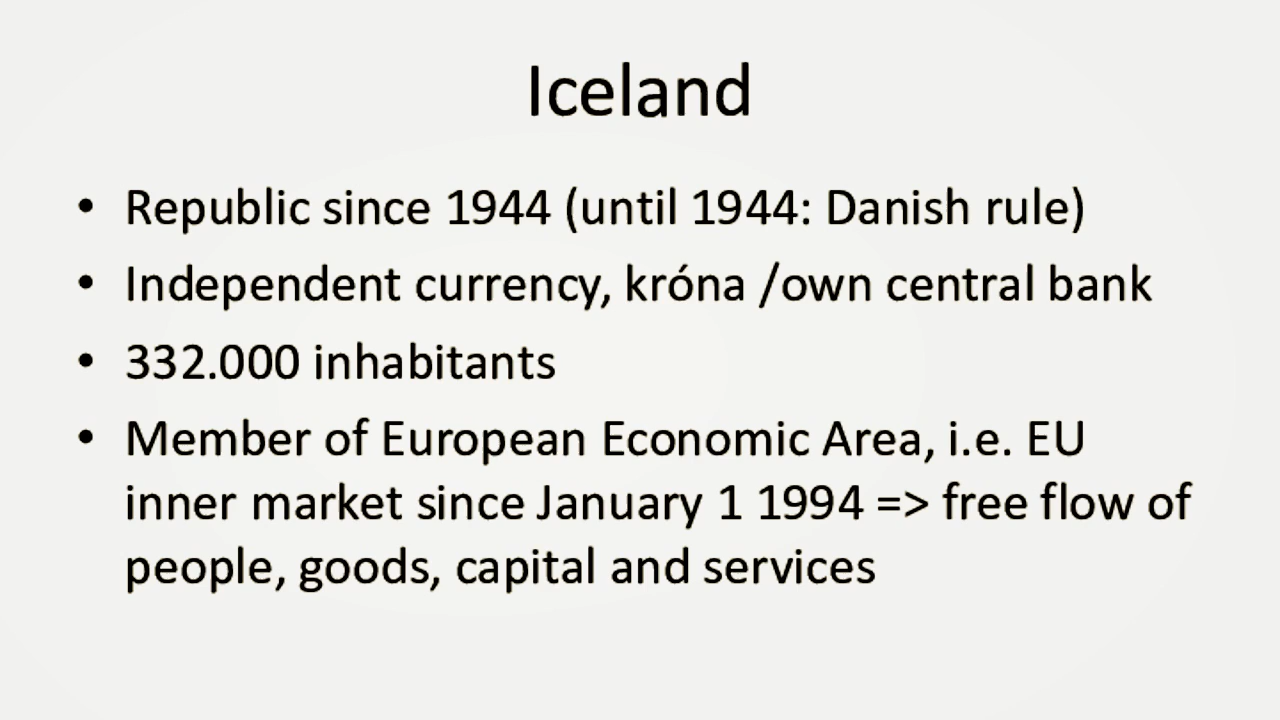 Iceland
• Republic since 1944 (until 1944: Danish rule)
• Independent currency, króna /own central bank
• 332.000 inhabitants
• Member of European Economic Area, i.e. EU
inner market since January 1 1994 => free flow of
people, goods, capital and services